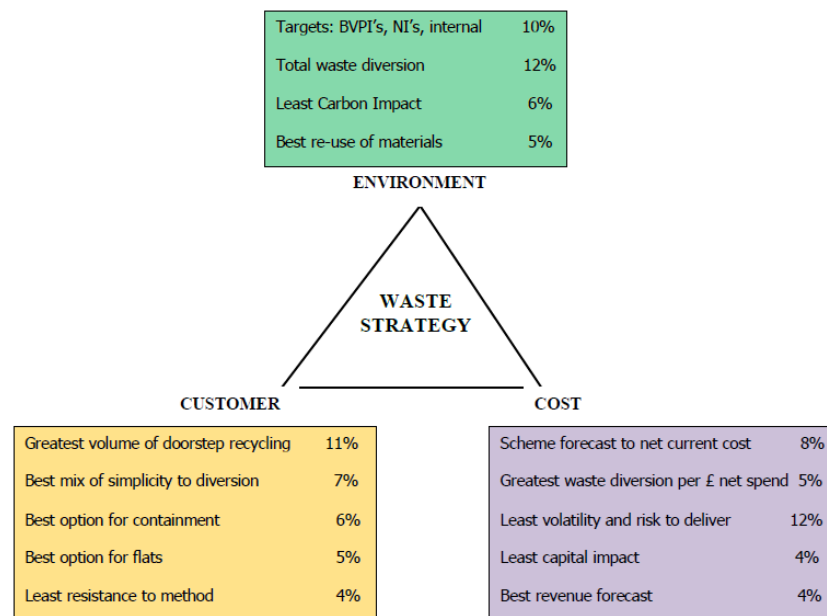 Targets: BVPI's, NI's, internal 10%
Total waste diversion 12%
Least Carbon Impact 6%
Best re-use of materials 5%
ENVIRONMENT
WASTE
STRATEGY
CUSTOMER
Greatest volume of doorstep recycling 11%
Best mix of simplicity to diversion 7%
Best option for containment 6%
Best option for flats 5%
Least resistance to method 4%
COST
Scheme forecast to net current cost 8%
Greatest waste diversion per £ net spend 5%
Least volatility and risk to deliver 12%
Least capital impact 4%
Best revenue forecast 4%